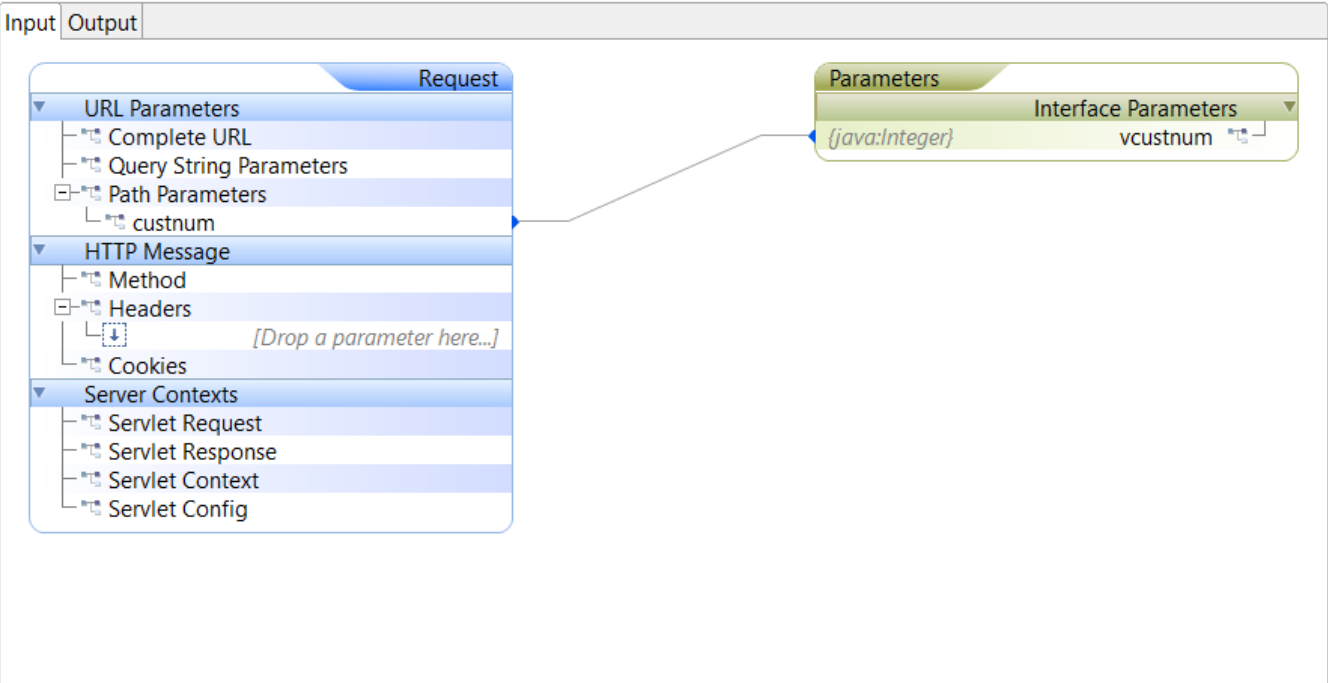 Input Output
Request
URL Parameters
Complete URL
Query String Parameters
Path Parameters
custnum
HTTP Message
Method
Headers
[Drop a parameter here...]
Cookies
Server Contexts
Servlet Request
Servlet Response
Servlet Context
Servlet Config
Parameters
Interface Parameters
{java:Integer} vcustnum